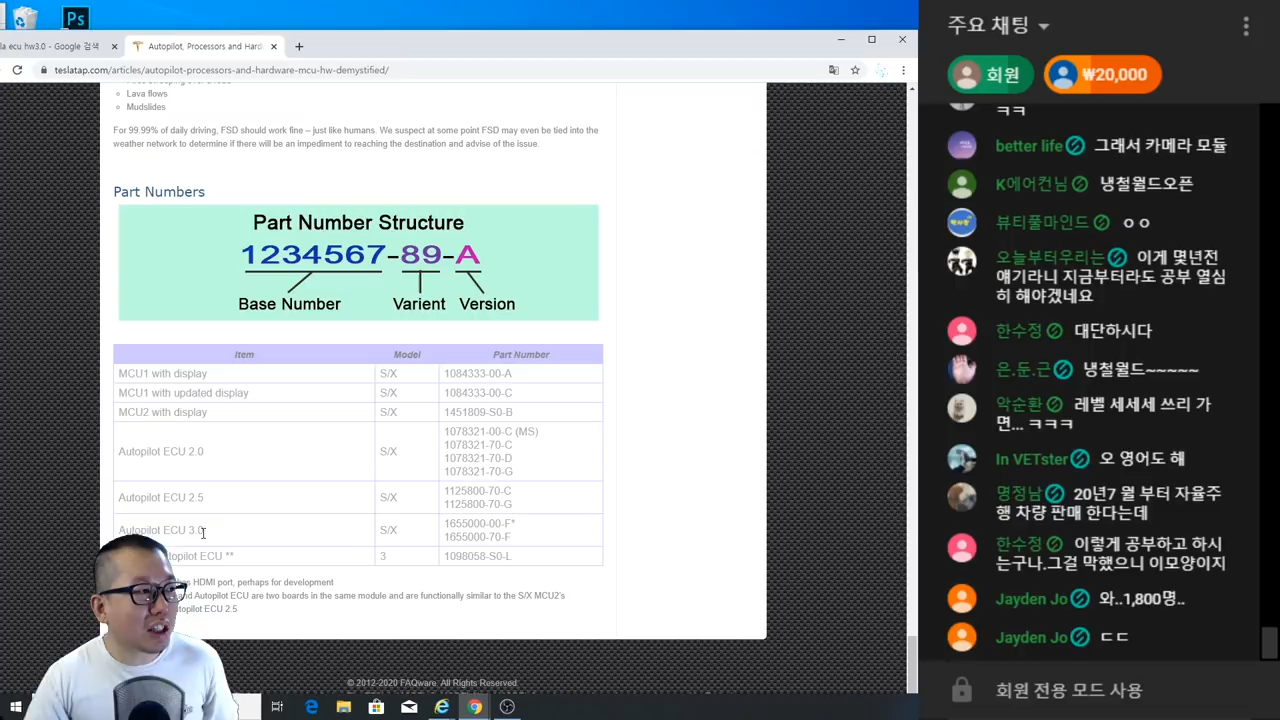 Ps
la ecu hw3.0 - Google 검색
Autopilot, Processors and Hard
teslatap.com/articles/autopilot-processors-and-hardware-mcu-hw-demystified/
Lava flows
Mudslides
For 99.99% of daily driving, FSD should work fine – just like humans. We suspect at some point FSD may even be tied into the
weather network to determine if there will be an impediment to reaching the destination and advise of the issue.
Part Numbers
Part Number Structure
1234567-89-A
Base Number Varient Version
Item Model Part Number
MCU1 with display S/X 1084333-00-A
MCU1 with updated display S/X 1084333-00-C
MCU2 with display S/X 1451809-S0-B
Autopilot ECU 2.0 S/X 1078321-00-C (MS)
1078321-70-C
1078321-70-D
1078321-70-G
Autopilot ECU 2.5 S/X 1125800-70-C
1125800-70-G
Autopilot ECU 3.0 S/X 1655000-00-F*
1655000-70-F
topilot ECU ** 3 1098058-S0-L
HDMI port, perhaps for development
and Autopilot ECU are two boards in the same module and are functionally similar to the S/X MCU2's
topilot ECU 2.5
© 2012-2020 FAQware. All Rights Reserved.
주요 채팅
회원 ₩20,000
ㅋㅋ
better life 그래서 카메라 모듈
K에어컨님 냉철월드오픈
뷰티풀마인드 ㅇㅇ
오늘부터우리는 이게 몇년전
얘기라니 지금부터라도 공부 열심
히 해야겠네요
한수정 대단하시다
은.둔.근 냉철월드~~~~~
악순환 레벨 세세세 쓰리 가
면... ㅋㅋㅋ
In VETster 오 영어도 해
명정남 20년7 월 부터 자율주
행 차량 판매 한다는데
한수정 이렇게 공부하고 하시
는구나.그걸 막했으니 이모양이지
Jayden Jo 와..1,800명..
Jayden Jo ㄷㄷ
회원 전용 모드 사용